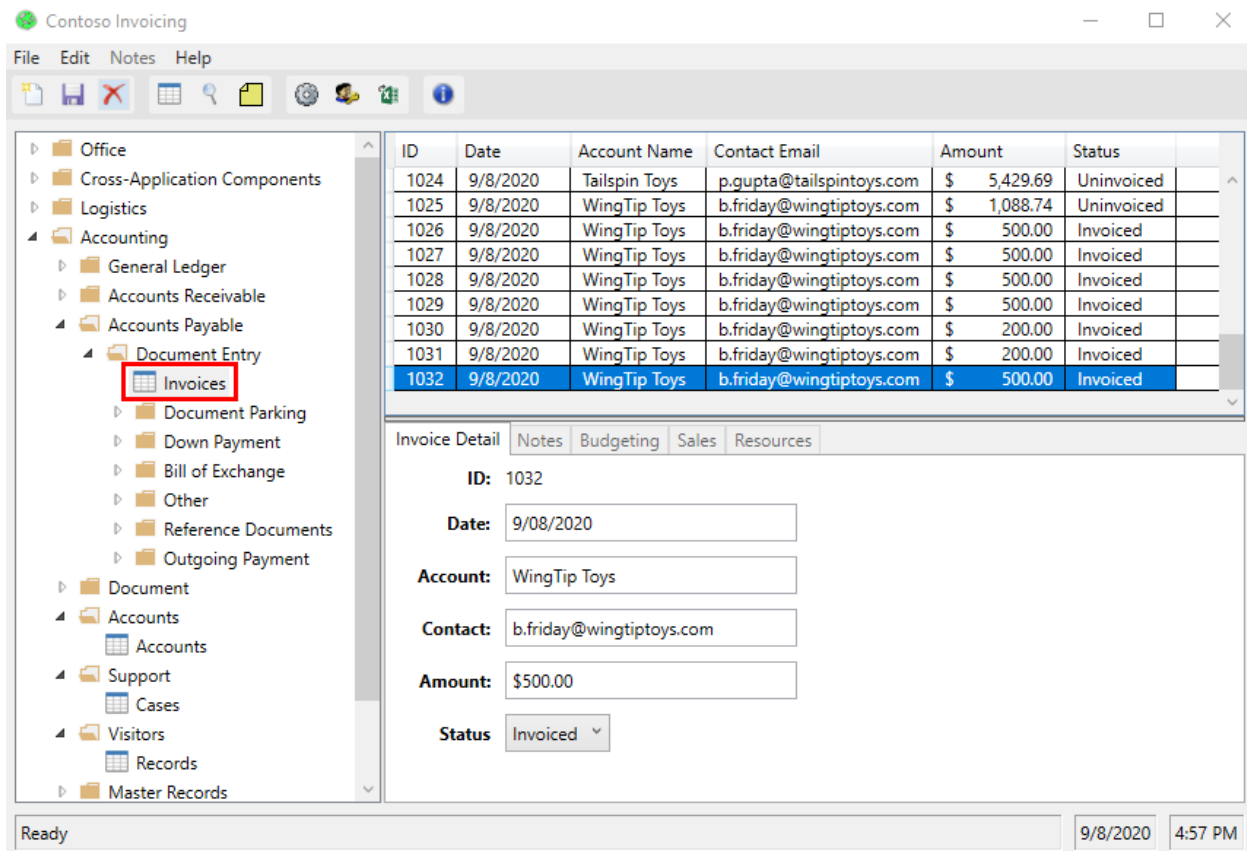 Contoso Invoicing
File Edit Notes Help
Office
Cross-Application Components
Logistics
Accounting
General Ledger
Accounts Receivable
Accounts Payable
Document Entry
Invoices
Document Parking
Down Payment
Bill of Exchange
Other
Reference Documents
Outgoing Payment
Document
Accounts
Accounts
Support
Cases
Visitors
Records
Master Records
ID Date Account Name Contact Email Amount Status
1024 9/8/2020 Tailspin Toys p.gupta@tailspintoys.com $ 5,429.69 Uninvoiced
1025 9/8/2020 WingTip Toys b.friday@wingtiptoys.com $ 1,088.74 Uninvoiced
1026 9/8/2020 WingTip Toys b.friday@wingtiptoys.com $ 500.00 Invoiced
1027 9/8/2020 WingTip Toys b.friday@wingtiptoys.com $ 500.00 Invoiced
1028 9/8/2020 WingTip Toys b.friday@wingtiptoys.com $ 500.00 Invoiced
1029 9/8/2020 WingTip Toys b.friday@wingtiptoys.com $ 500.00 Invoiced
1030 9/8/2020 WingTip Toys b.friday@wingtiptoys.com $ 200.00 Invoiced
1031 9/8/2020 WingTip Toys b.friday@wingtiptoys.com $ 200.00 Invoiced
1032 9/8/2020 WingTip Toys b.friday@wingtiptoys.com $ 500.00 Invoiced
Invoice Detail Notes Budgeting Sales Resources
ID: 1032
Date: 9/08/2020
Account: WingTip Toys
Contact: b.friday@wingtiptoys.com
Amount: $500.00
Status Invoiced
Ready 9/8/2020 4:57 PM